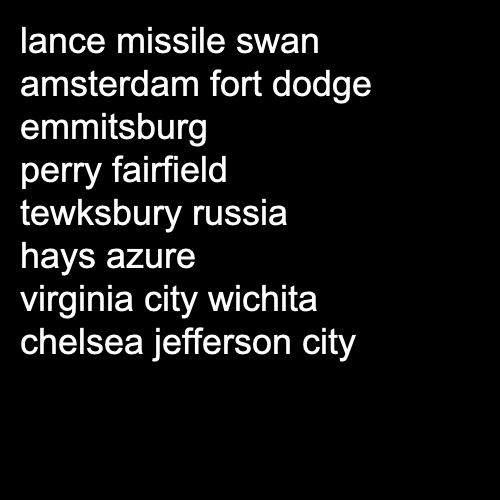 lance missile swan
amsterdam fort dodge
emmitsburg
perry fairfield
tewksbury russia
hays azure
virginia city wichita
chelsea jefferson city